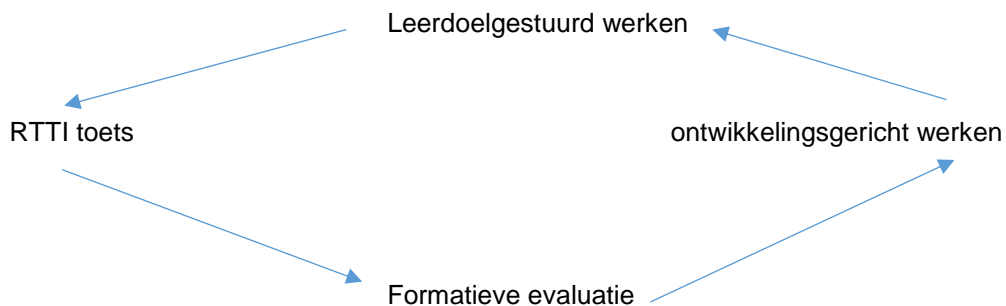 Leerdoelgestuurd werken
RTTI toets
ontwikkelingsgericht werken
Formatieve evaluatie